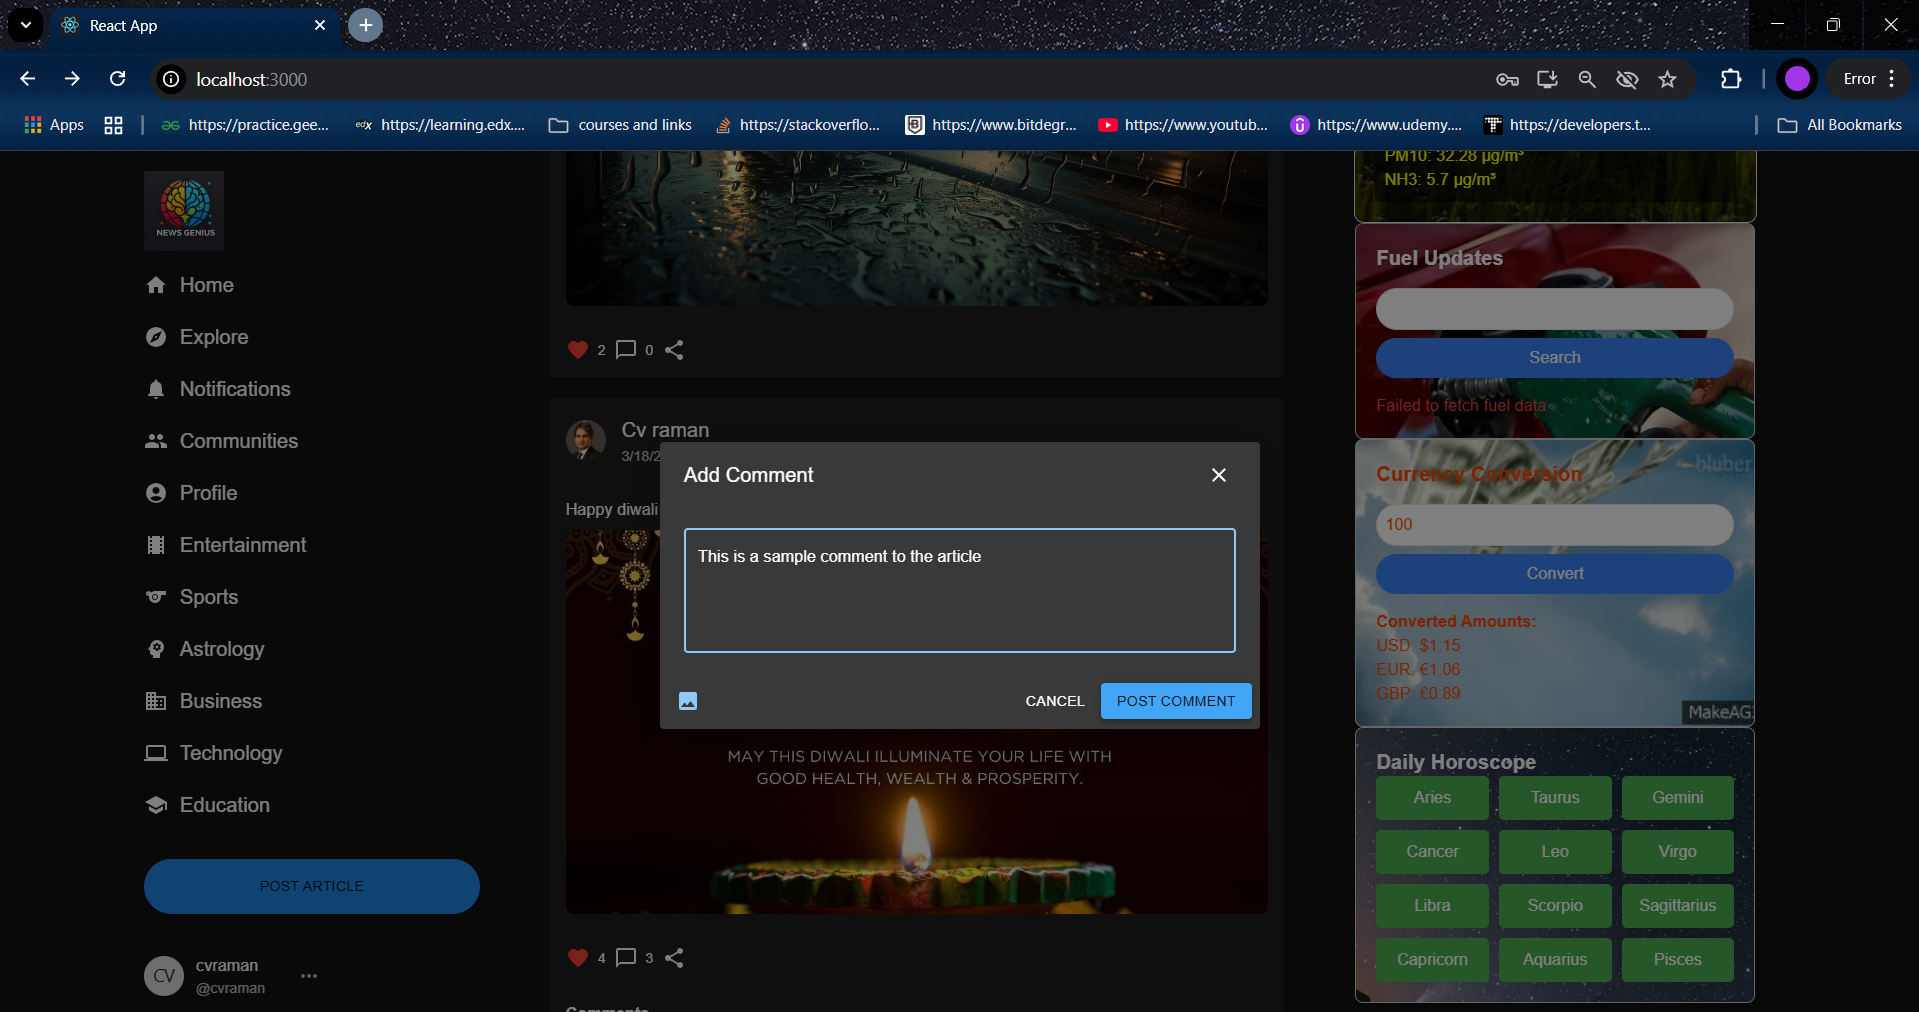 React App
localhost:3000
Error
Apps
https://practice.gee...
https://learning.edx....
courses and links
https://stackoverflo...
https://www.bitdegr...
https://www.youtub...
https://www.udemy....
https://developers.t...
All Bookmarks
NEWS GENIUS
Home
Explore
Notifications
Communities
Profile
Entertainment
Sports
Astrology
Business
Technology
Education
POST ARTICLE
CV
cvraman
@cvraman
2
0
Cv raman
3/18/2
Happy diwali
Add Comment
This is a sample comment to the article
CANCEL
POST COMMENT
MAY THIS DIWALI ILLUMINATE YOUR LIFE WITH
GOOD HEALTH, WEALTH & PROSPERITY.
4
3
PM10: 32.28 µg/m³
NH3: 5.7 µg/m³
Fuel Updates
Search
Failed to fetch fuel data
Currency Conversion
bluber
100
Convert
Converted Amounts:
USD: $1.15
EUR: €1.06
GBP: £0.89
MakeAG
Daily Horoscope
Aries Taurus Gemini
Cancer Leo Virgo
Libra Scorpio Sagittarius
Capricorn Aquarius Pisces